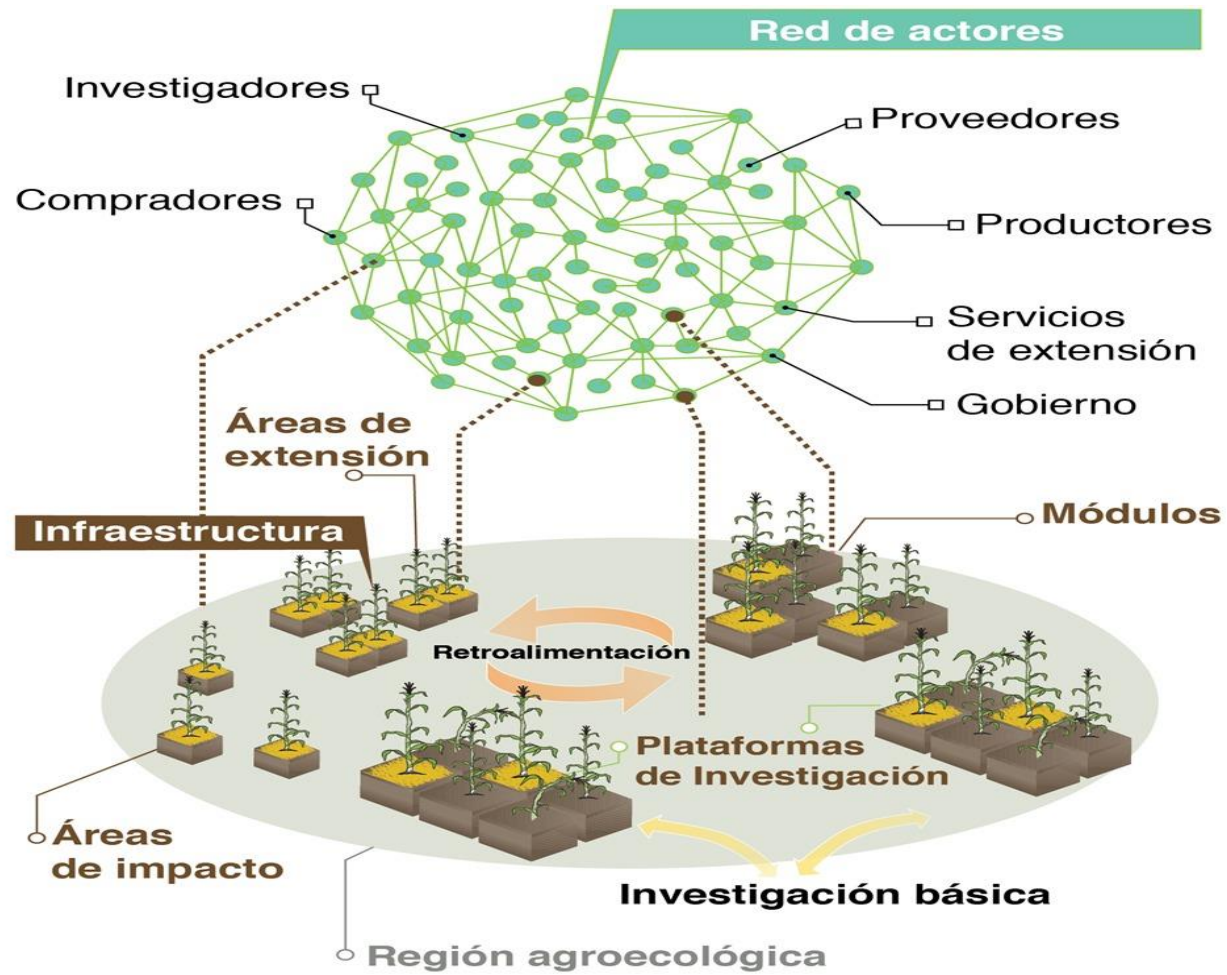 Red de actores
Investigadores
Proveedores
Compradores
Productores
Servicios
de extensión
Gobierno
Áreas de
extensión
Infraestructura
Módulos
Retroalimentación
Plataformas
de Investigación
Áreas
de impacto
Investigación básica
Región agroecológica